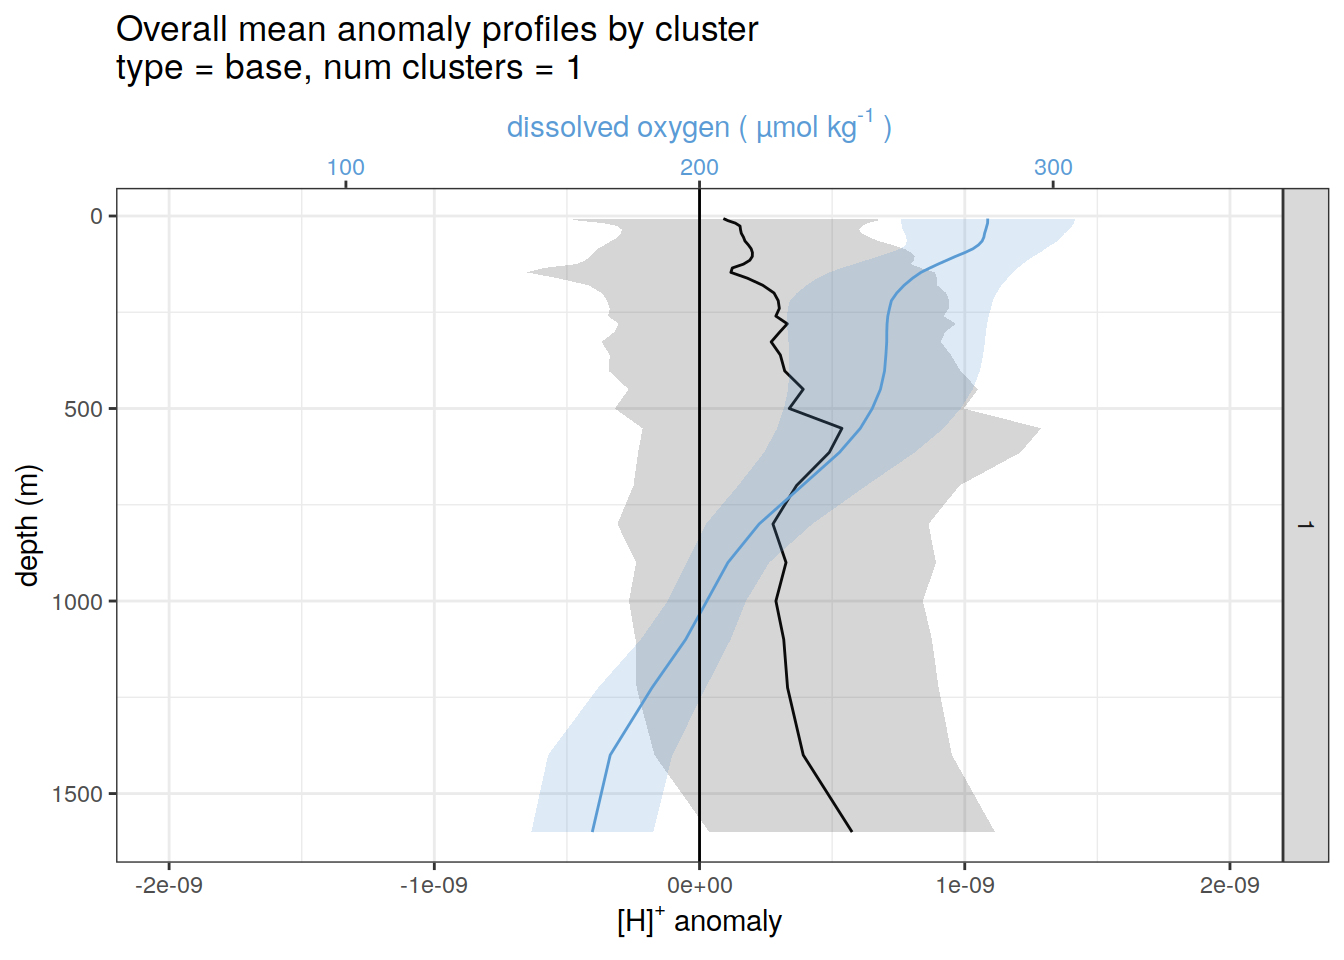 Overall mean anomaly profiles by cluster
type = base, num clusters = 1
dissolved oxygen ( µmol kg⁻¹ )
100 200 300
0
500
1000
1500
depth (m)
1
-2e-09 -1e-09 0e+00 1e-09 2e-09
[H]⁺ anomaly